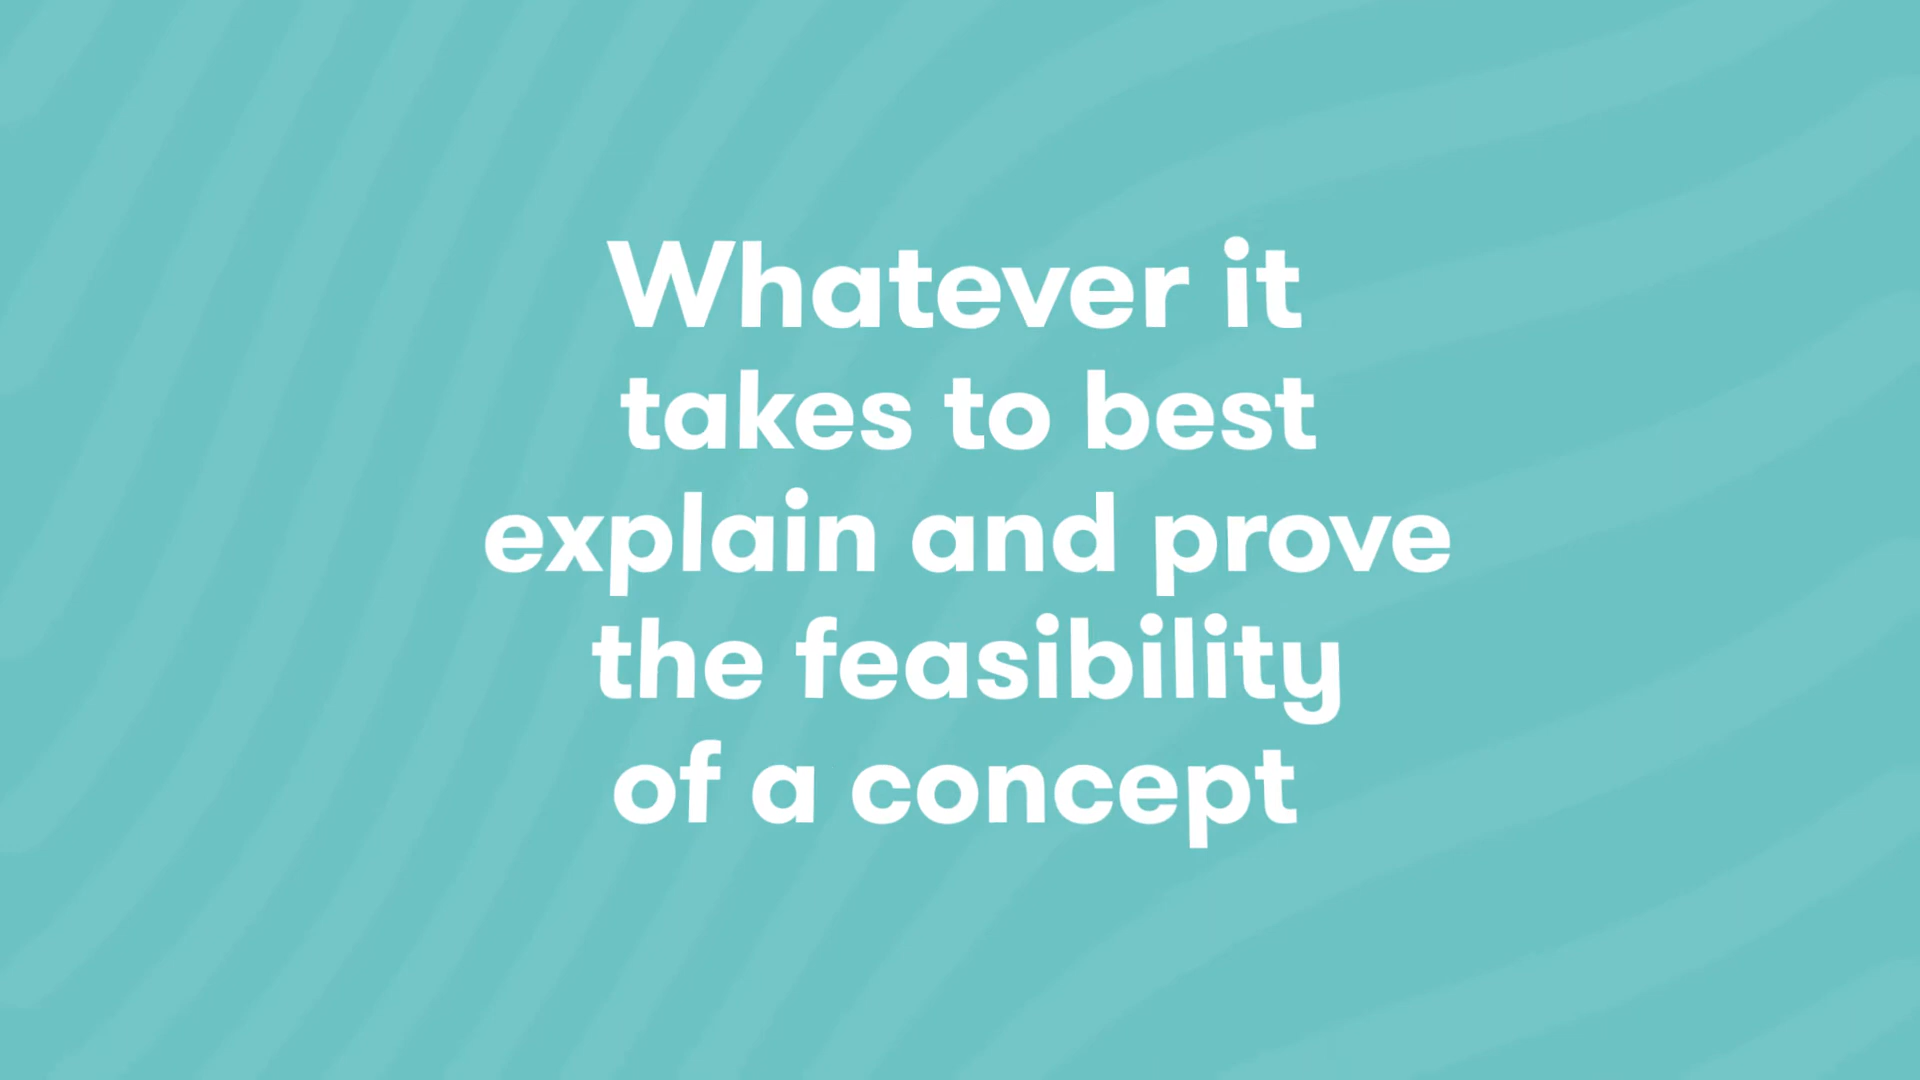 Whatever it
takes to best
explain and prove
the feasibility
of a concept